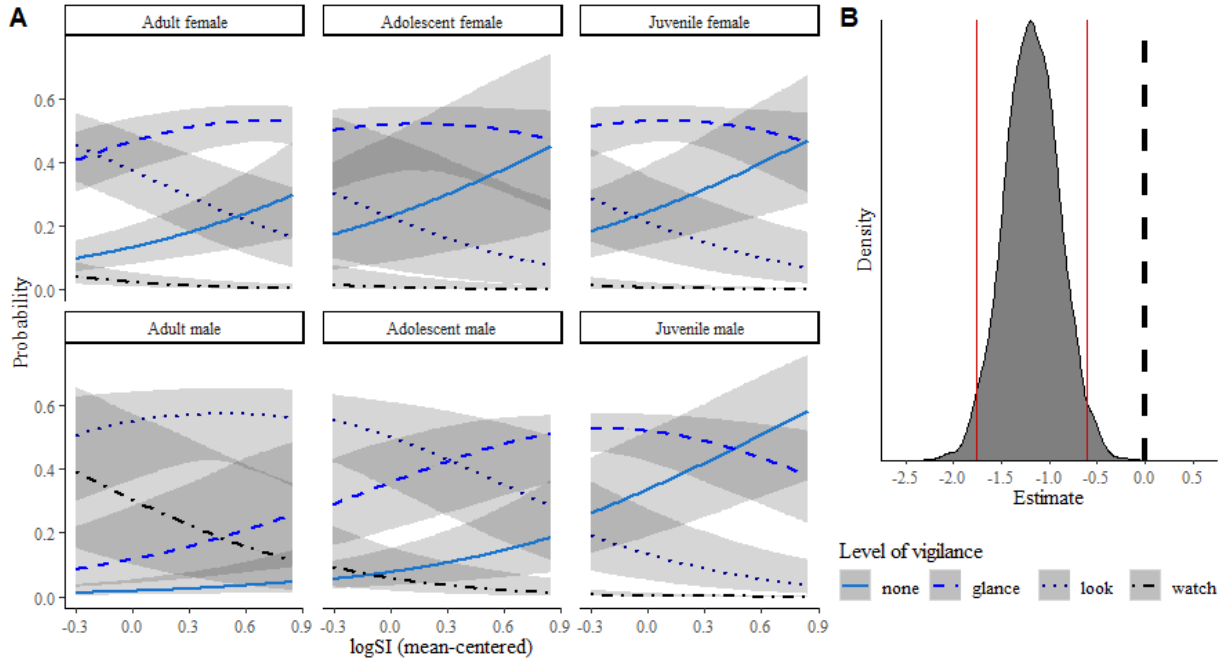 A
B
Adult female
Adolescent female
Juvenile female
0.6
0.4
0.2
0.0
Adult male
Adolescent male
Juvenile male
0.6
0.4
0.2
0.0
Probability
-0.3 0.0 0.3 0.6 0.9
-0.3 0.0 0.3 0.6 0.9
-0.3 0.0 0.3 0.6 0.9
logSI (mean-centered)
Density
-2.5 -2.0 -1.5 -1.0 -0.5 0.0 0.5
Estimate
Level of vigilance
none glance look watch